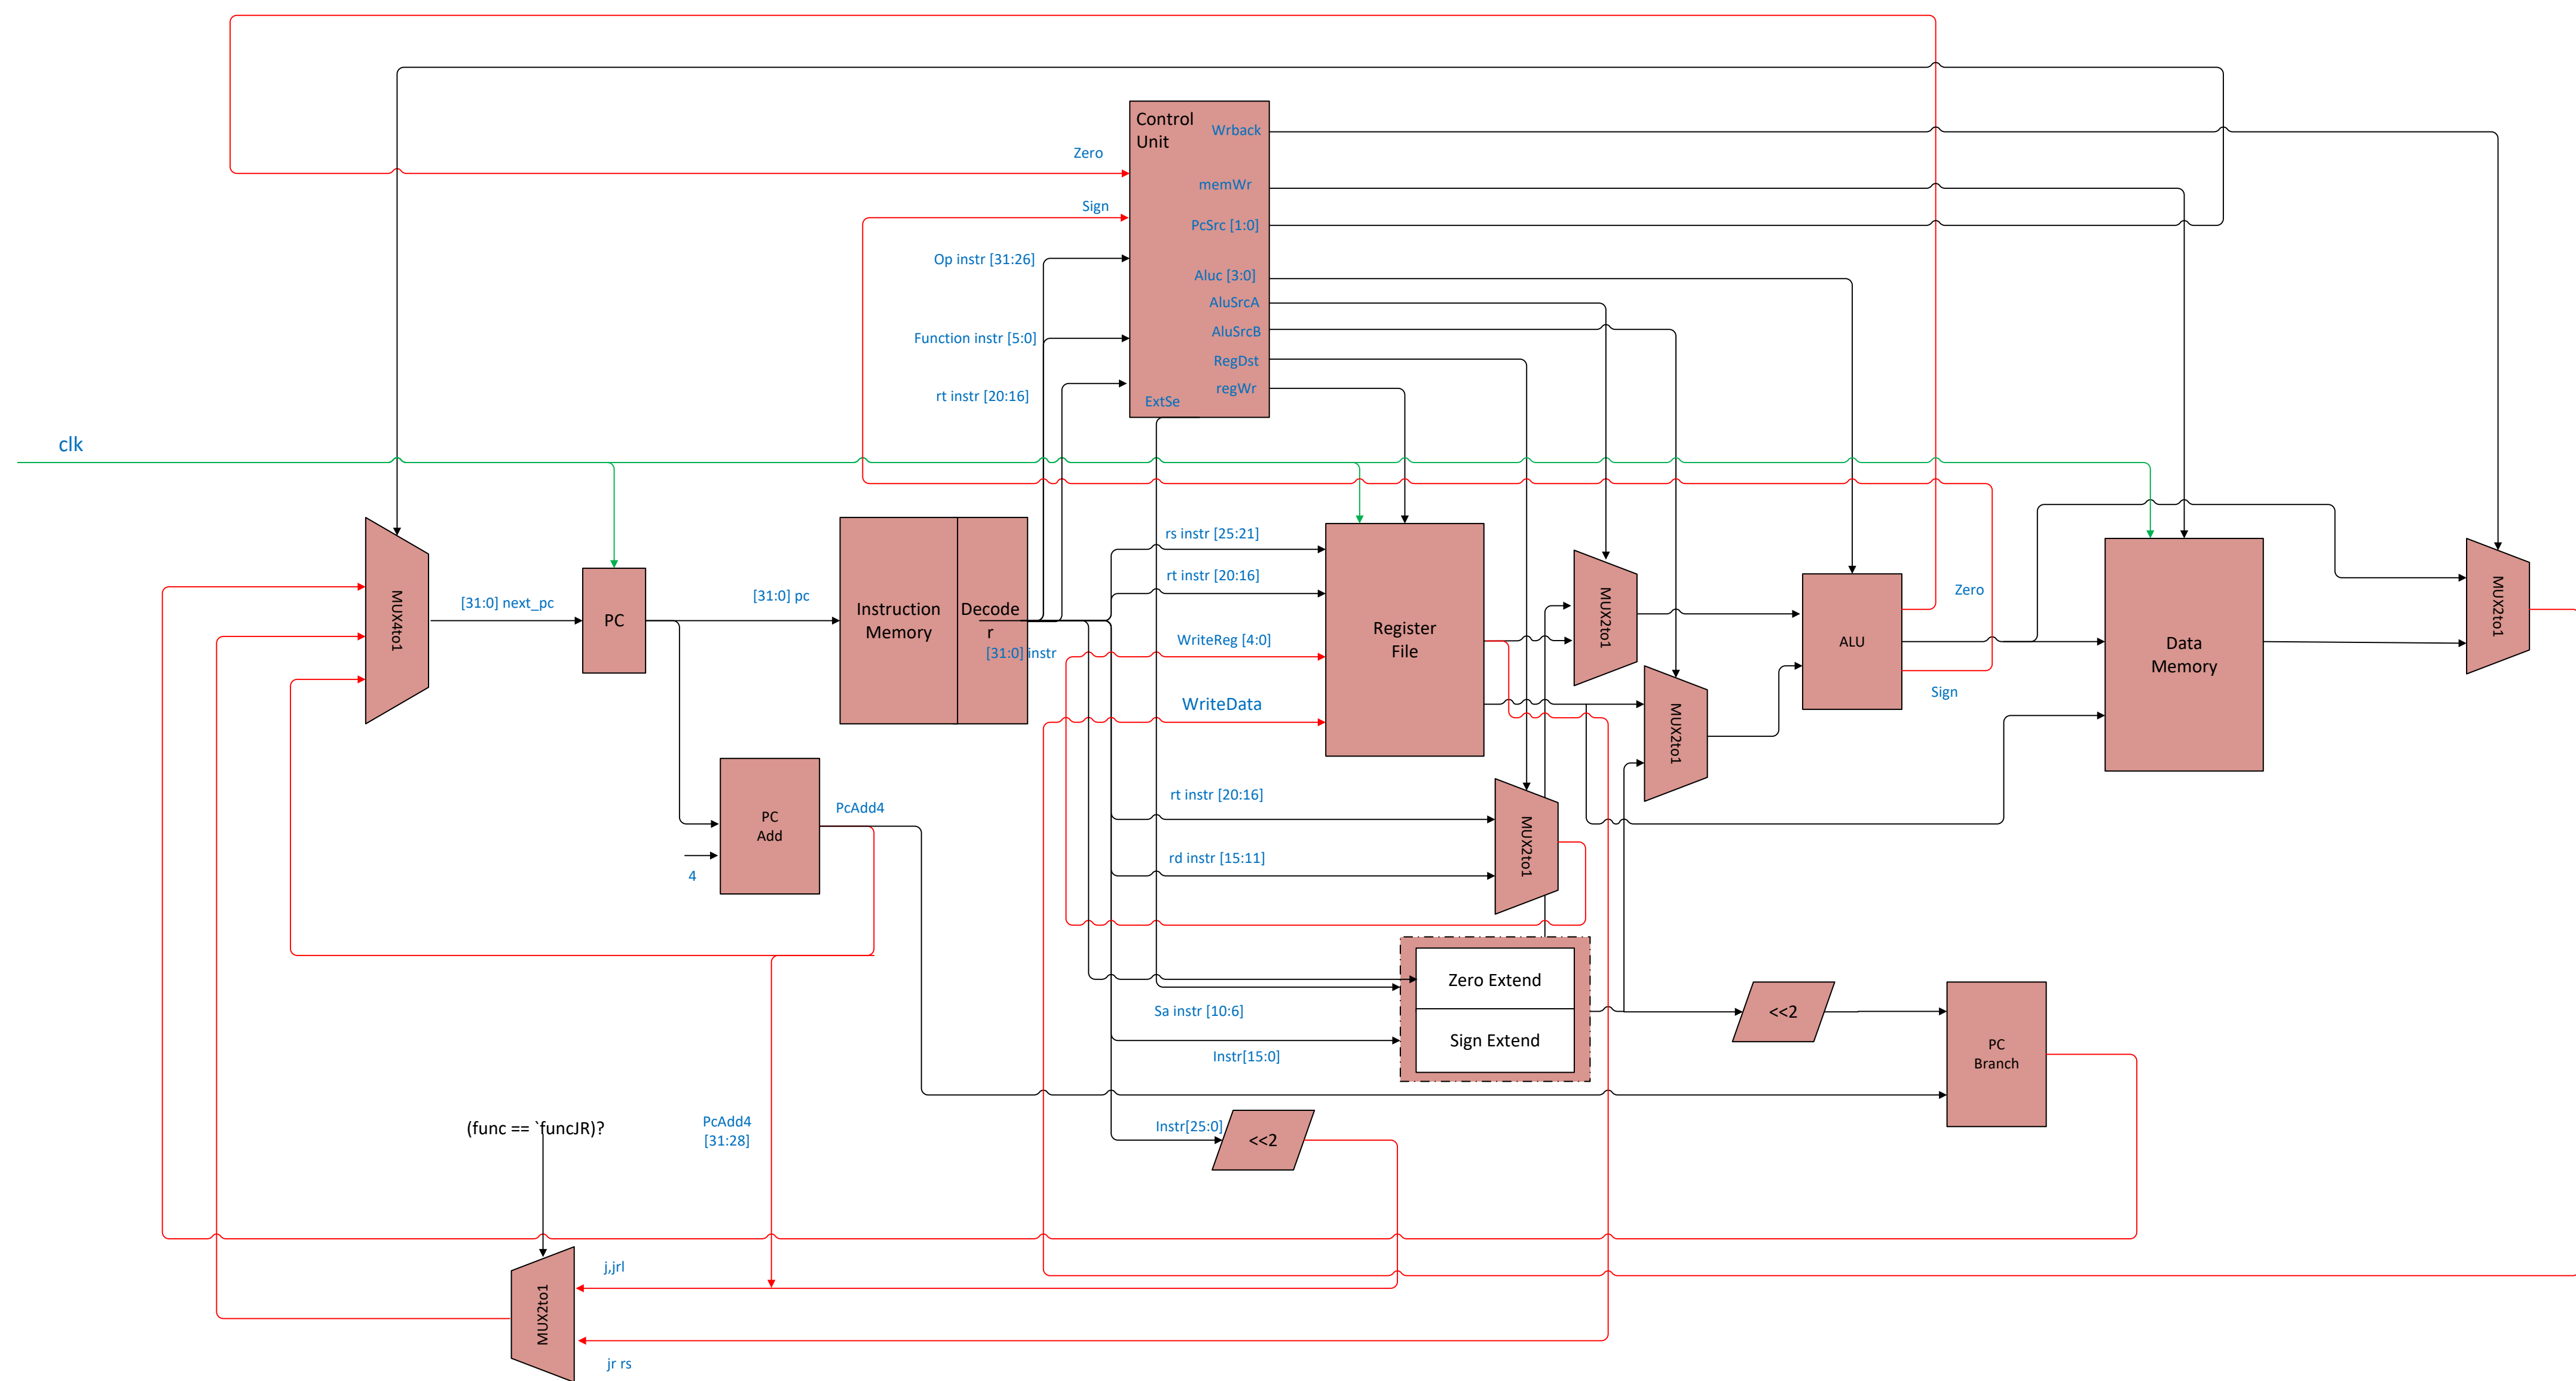 Control
Unit
Wrback
Zero
memWr
Sign
PcSrc [1:0]
Op instr [31:26]
Aluc [3:0]
AluSrcA
AluSrcB
Function instr [5:0]
RegDst
regWr
rt instr [20:16]
ExtSe
clk
rs instr [25:21]
rt instr [20:16]
MUX4to1
[31:0] next_pc
PC
[31:0] pc
Instruction
Memory
Decode
r
[31:0] instr
WriteReg [4:0]
WriteData
Register
File
MUX2to1
MUX2to1
ALU
Zero
Sign
Data
Memory
MUX2to1
PC
Add
PcAdd4
4
rt instr [20:16]
rd instr [15:11]
MUX2to1
Zero Extend
Sign Extend
Sa instr [10:6]
Instr[15:0]
<<2
PC
Branch
(func == `funcJR)?
PcAdd4
[31:28]
Instr[25:0]
<<2
MUX2to1
j,jrl
jr rs